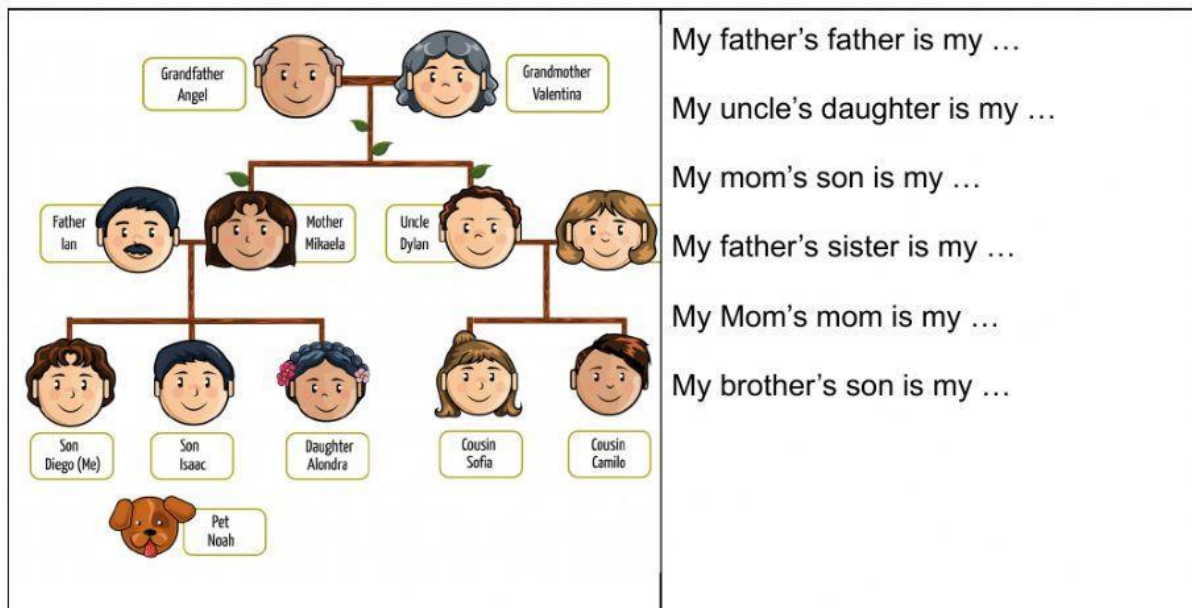 Grandfather
Angel
Grandmother
Valentina
Father
Ian
Mother
Mikaela
Uncle
Dylan
Son
Diego (Me)
Son
Isaac
Daughter
Alondra
Cousin
Sofia
Cousin
Camilo
Pet
Noah
My father's father is my …
My uncle's daughter is my …
My mom's son is my …
My father's sister is my …
My Mom's mom is my …
My brother's son is my …